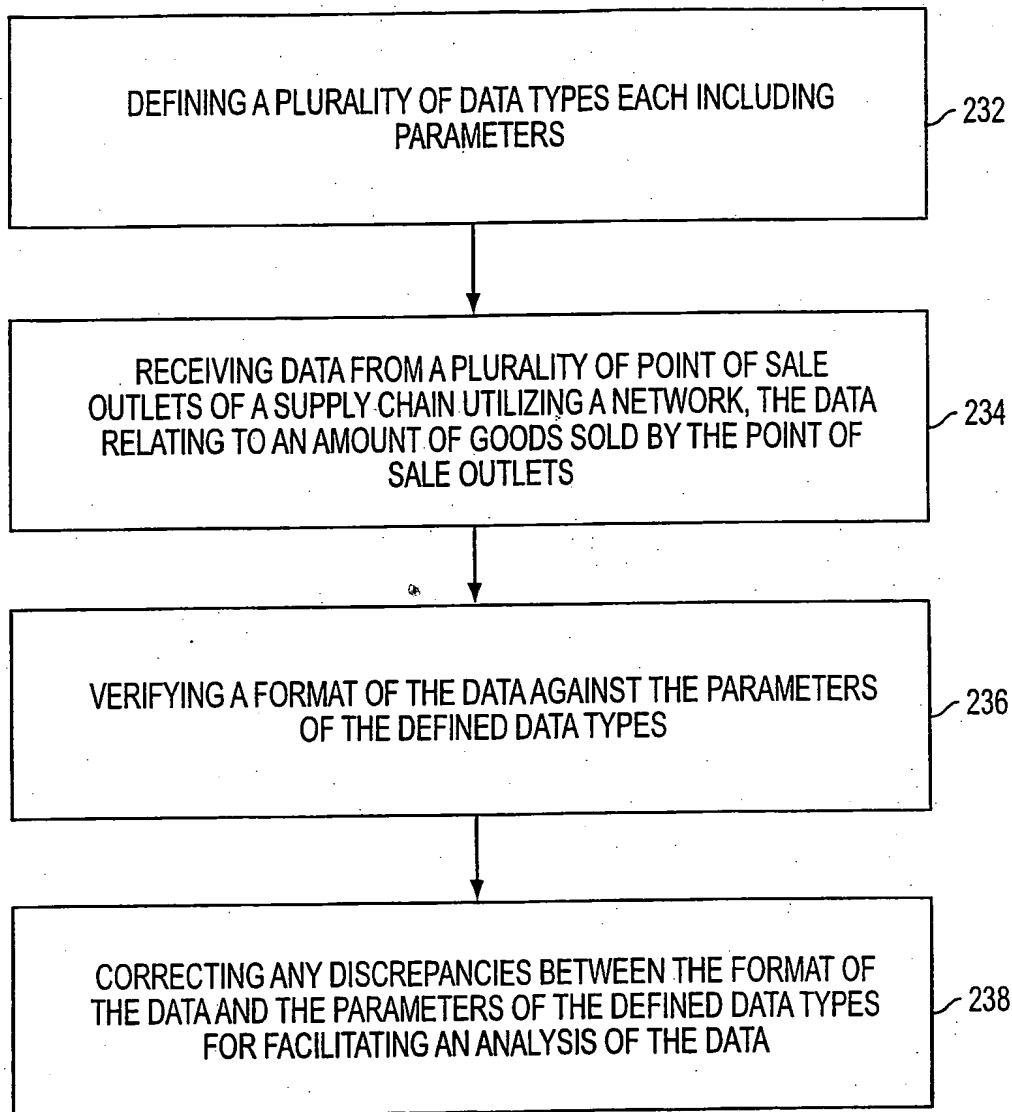 DEFINING A PLURALITY OF DATA TYPES EACH INCLUDING
PARAMETERS
232
RECEIVING DATA FROM A PLURALITY OF POINT OF SALE
OUTLETS OF A SUPPLY CHAIN UTILIZING A NETWORK, THE DATA
RELATING TO AN AMOUNT OF GOODS SOLD BY THE POINT OF
SALE OUTLETS
234
VERIFYING A FORMAT OF THE DATA AGAINST THE PARAMETERS
OF THE DEFINED DATA TYPES
236
CORRECTING ANY DISCREPANCIES BETWEEN THE FORMAT OF
THE DATA AND THE PARAMETERS OF THE DEFINED DATA TYPES
FOR FACILITATING AN ANALYSIS OF THE DATA
238